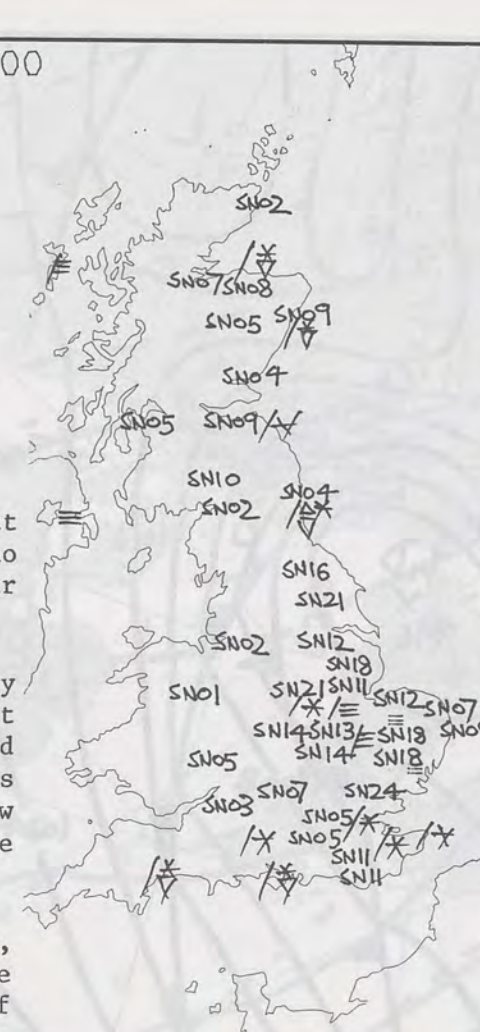 00
SN02
SN07 SN08
SN05 SN09
SN04
SN05 SN09
SN10
SN02 SN04
SN16
SN21
SN02 SN12
SN18
SN01 SN21 SN11 SN12 SN07
SN14 SN13 SN18
SN14 SN18
SN05
SN07 SN24
SN03 SN05
SN05
SN11
SN11
t
r
y
t
d
s
w
e
,
e
f